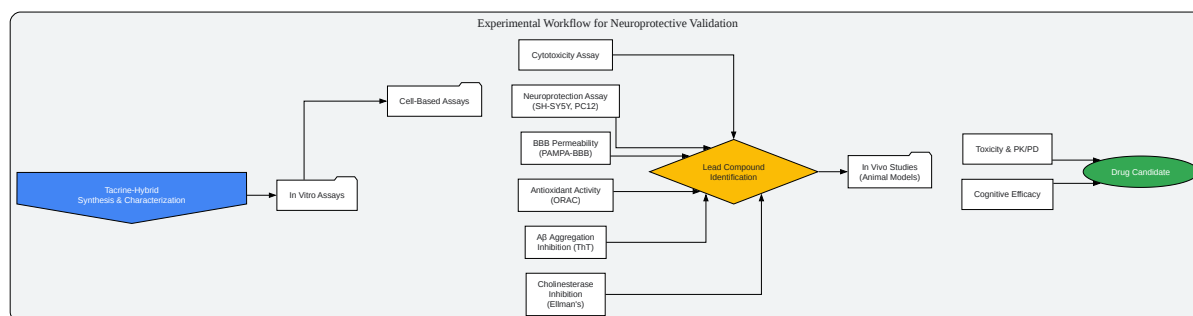 Experimental Workflow for Neuroprotective Validation
Cytotoxicity Assay
Cell-Based Assays
Neuroprotection Assay
(SH-SY5Y, PC12)
BBB Permeability
(PAMPA-BBB)
Tacrine-Hybrid
Synthesis & Characterization
In Vitro Assays
Antioxidant Activity
(ORAC)
Aβ Aggregation
Inhibition (ThT)
Cholinesterase
Inhibition
(Ellman's)
Lead Compound
Identification
In Vivo Studies
(Animal Models)
Toxicity & PK/PD
Cognitive Efficacy
Drug Candidate